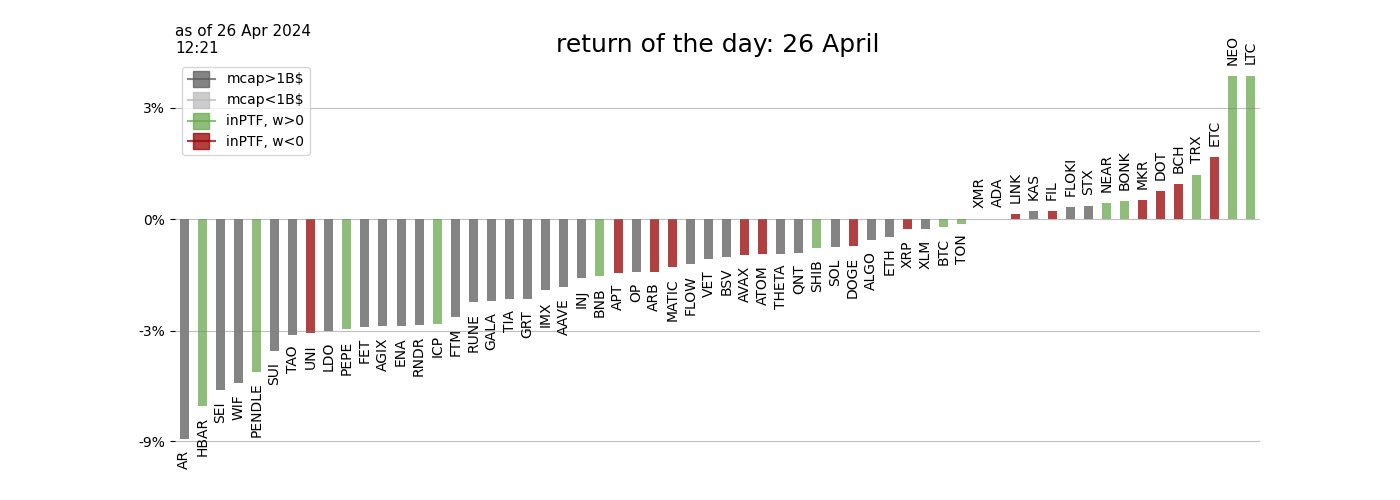 as of 26 Apr 2024
12:21
return of the day: 26 April
mcap>1B$
mcap<1B$
inPTF, w>0
inPTF, w<0
3%
0%
-3%
-9%
AR
HBAR
SEI
WIF
PENDLE
SUI
TAO
UNI
LDO
PEPE
FET
AGIX
ENA
RNDR
ICP
FTM
RUNE
GALA
TIA
GRT
IMX
AAVE
INJ
BNB
APT
OP
ARB
MATIC
FLOW
VET
BSV
AVAX
ATOM
THETA
QNT
SHIB
SOL
DOGE
ALGO
ETH
XRP
XLM
BTC
TON
XMR
ADA
LINK
KAS
FIL
FLOKI
STX
NEAR
BONK
MKR
DOT
BCH
TRX
ETC
NEO
LTC